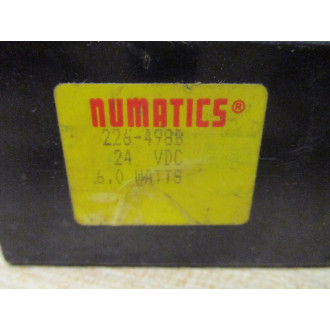 NUMATICS®
226-498B
24 VDC
6.0 WATTS